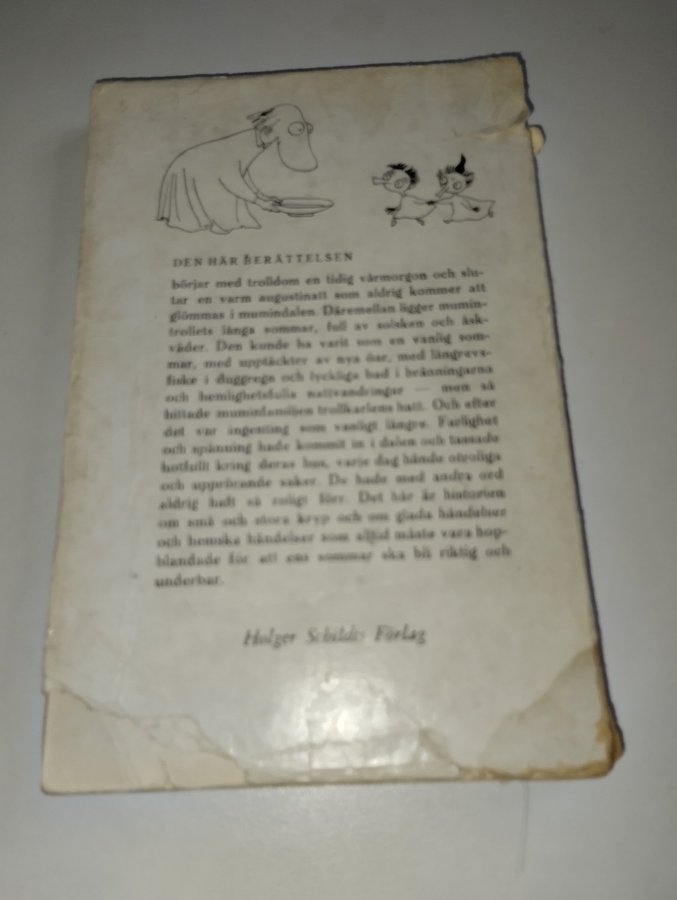 DEN HÄR BERÄTTELSEN
börjar med trolldom en tidig vårmorgon och slu-
tar en varm augustinatt som aldrig kommer att
glömmas i mumindalen. Däremellan ligger mumin-
trollets långa sommar, full av solsken och åsk-
väder. Den kunde ha varit som en vanlig som-
mar, med upptäckter av nya öar, med långrevs-
fiske i duggregn och lyckliga bad i bränningarna
och hemlighetsfulla nattvandringar — men så
hittade muminfamiljen trollkarlens hatt. Och efter
det var ingenting som vanligt längre. Farlighet
och spänning hade kommit in i dalen och tassade
hotfullt kring deras hus, varje dag hände otroliga
och upprörande saker. De hade med andra ord
aldrig haft så roligt förr. Det här är historien
om små och stora kryp och om glada händelser
och hemska händelser som alltid måste vara hop-
blandade för att ens sommar ska bli riktig och
underbar.
Holger Schildts Förlag